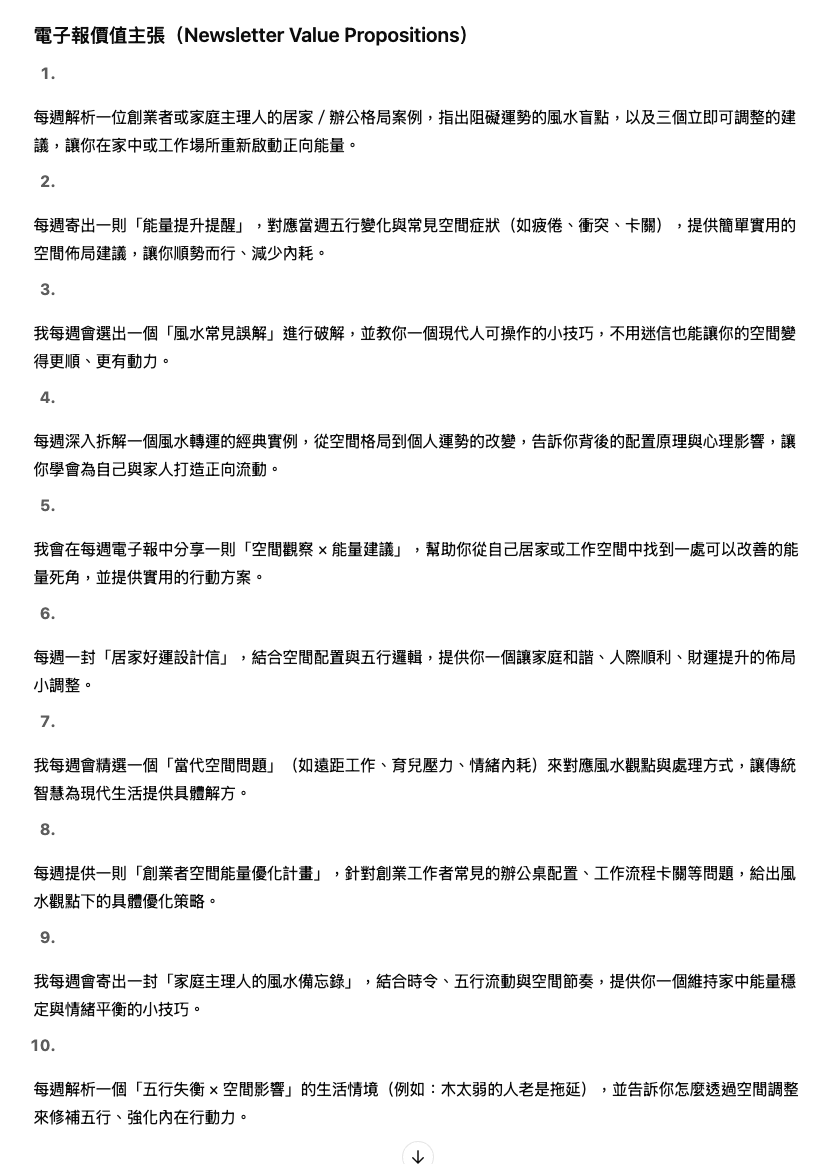 電子報價值主張（Newsletter Value Propositions）
1.
每週解析一位創業者或家庭主理人的居家 / 辦公格局案例，指出阻礙運勢的風水盲點，以及三個立即可調整的建
議，讓你在家中或工作場所重新啟動正向能量。
2.
每週寄出一則「能量提升提醒」，對應當週五行變化與常見空間症狀（如疲倦、衝突、卡關），提供簡單實用的
空間佈局建議，讓你順勢而行、減少內耗。
3.
我每週會選出一個「風水常見誤解」進行破解，並教你一個現代人可操作的小技巧，不用迷信也能讓你的空間變
得更順、更有動力。
4.
每週深入拆解一個風水轉運的經典實例，從空間格局到個人運勢的改變，告訴你背後的配置原理與心理影響，讓
你學會為自己與家人打造正向流動。
5.
我會在每週電子報中分享一則「空間觀察 × 能量建議」，幫助你從自己居家或工作空間中找到一處可以改善的能
量死角，並提供實用的行動方案。
6.
每週一封「居家好運設計信」，結合空間配置與五行邏輯，提供你一個讓家庭和諧、人際順利、財運提升的佈局
小調整。
7.
我每週會精選一個「當代空間問題」（如遠距工作、育兒壓力、情緒內耗）來對應風水觀點與處理方式，讓傳統
智慧為現代生活提供具體解方。
8.
每週提供一則「創業者空間能量優化計畫」，針對創業工作者常見的辦公桌配置、工作流程卡關等問題，給出風
水觀點下的具體優化策略。
9.
我每週會寄出一封「家庭主理人的風水備忘錄」，結合時令、五行流動與空間節奏，提供你一個維持家中能量穩
定與情緒平衡的小技巧。
10.
每週解析一個「五行失衡 × 空間影響」的生活情境（例如：木太弱的人老是拖延），並告訴你怎麼透過空間調整
來修補五行、強化內在行動力。